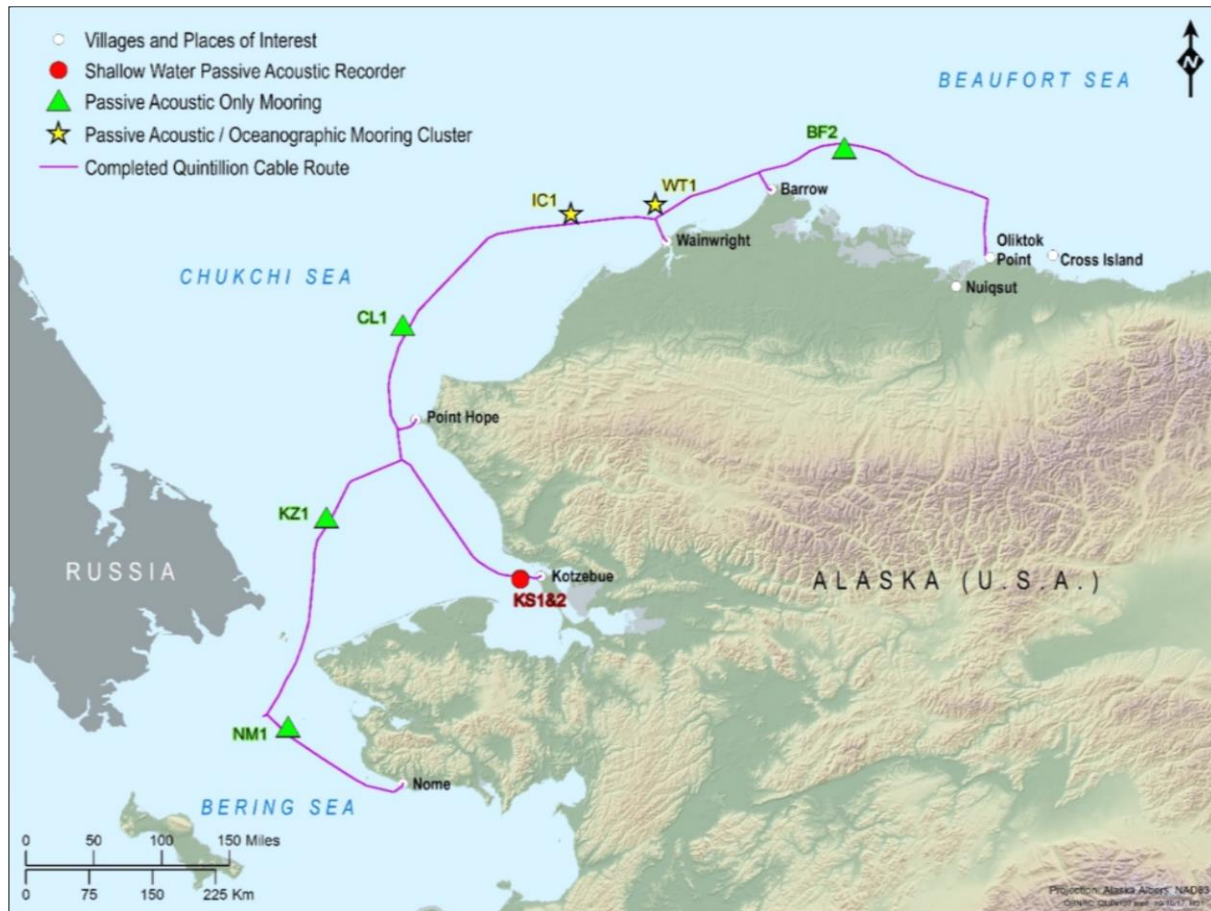 Villages and Places of Interest
Shallow Water Passive Acoustic Recorder
Passive Acoustic Only Mooring
Passive Acoustic / Oceanographic Mooring Cluster
Completed Quintillion Cable Route
N
BEAUFORT SEA
BF2
WT1
IC1
Barrow
Wainwright
Oliktok
Point
Cross Island
Nuiqsut
CHUKCHI SEA
CL1
Point Hope
KZ1
RUSSIA
Kotzebue
KS1&2
ALASKA (U.S.A.)
NM1
Nome
BERING SEA
0 50 100 150 Miles
0 75 150 225 Km
Projection: Alaska Albers, NAD83